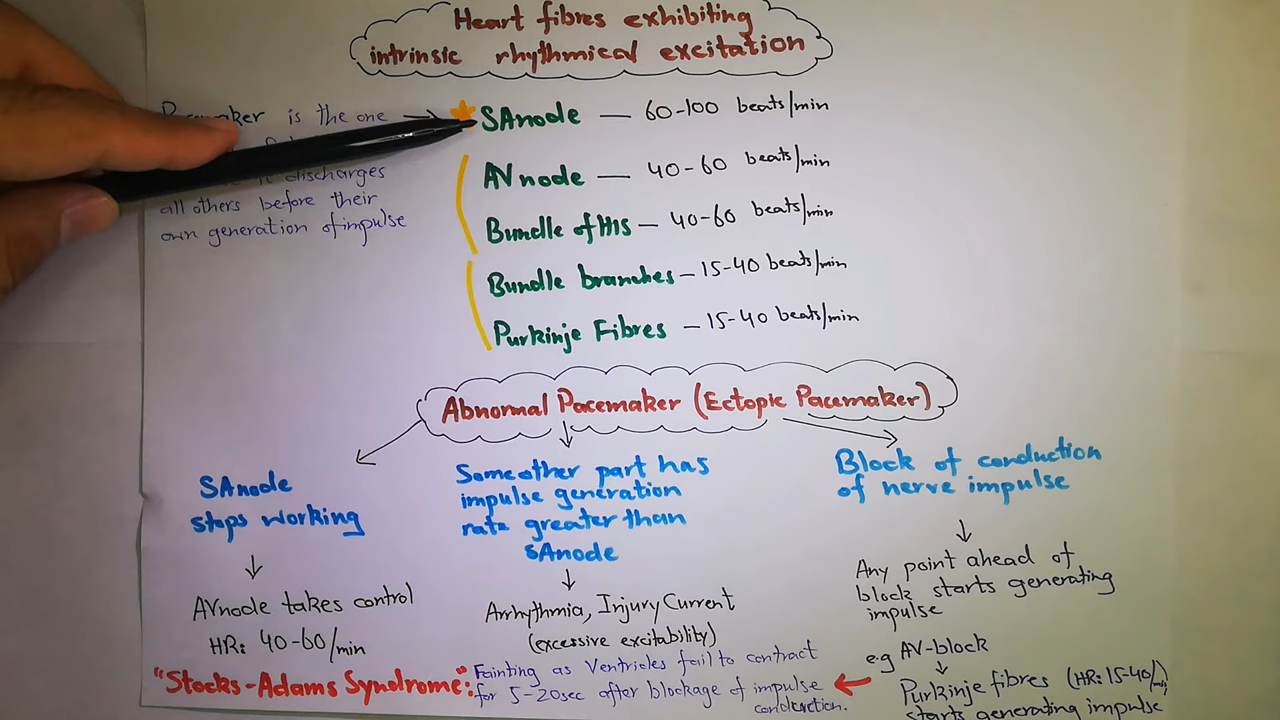 Heart fibres exhibiting
intrinsic rhythmical excitation
is the one
discharges
all others before their
own generation of impulse
SAnode — 60-100 beats/min
AV node — 40-60 beats/min
Bundle of His — 40-60 beats/min
Bundle branches — 15-40 beats/min
Purkinje Fibres — 15-40 beats/min
Abnormal Pacemaker (Ectopic Pacemaker)
SAnode
stops working
AVnode takes control
HR: 40-60/min
Some other part has
impulse generation
rate greater than
SAnode
Arrhythmia, Injury Current
(excessive excitability)
Block of conduction
of nerve impulse
Any point ahead of
block starts generating
impulse
e.g AV-block
Purkinje fibres (HR: 15-40/min)
starts generating impulse
"Stocks-Adams Syndrome":
Fainting as Ventricles fail to contract
for 5-20sec after blockage of impulse
conduction.